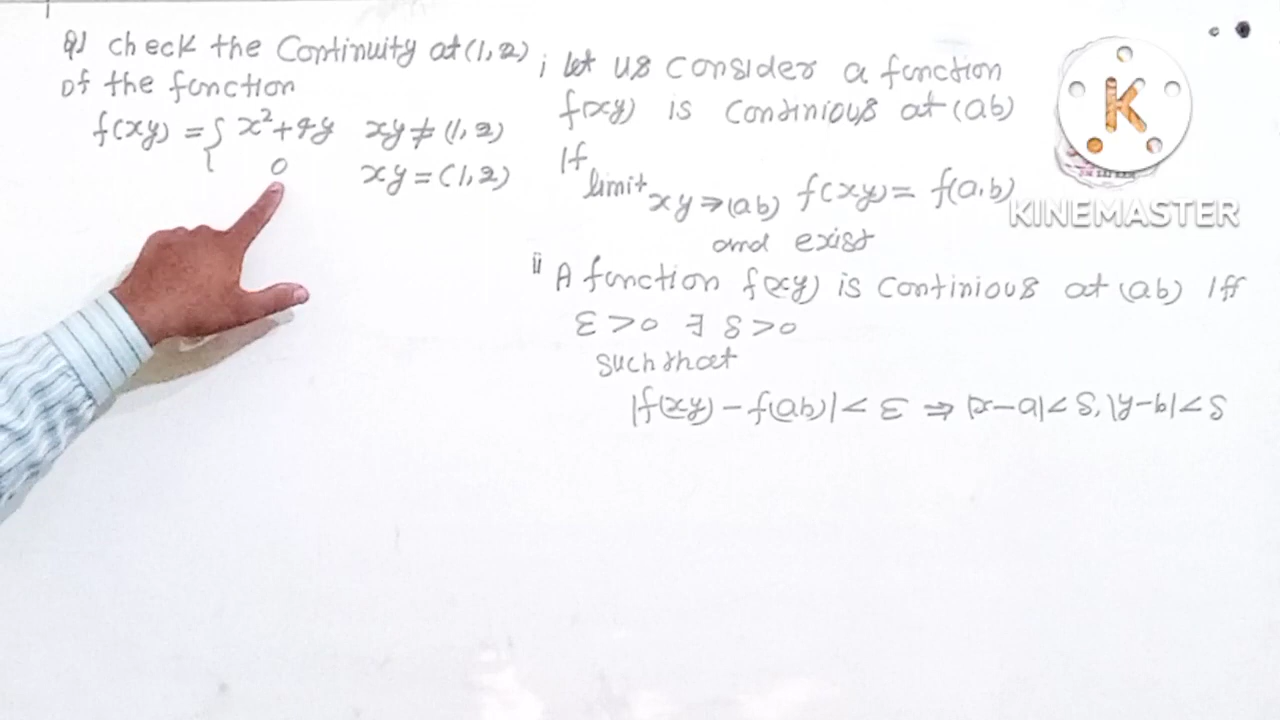 Q1 check the Continuity at (1, 2)
of the function
f(xy) = { x² + 4y xy ≠ (1, 2)
0 xy = (1, 2)
i let us consider a function
f(xy) is continious at (ab)
If
limit xy → (ab) f(xy) = f(a,b)
and exist
ii A function f(xy) is continious at (ab) Iff
ε > 0 ∃ δ > 0
such that
|f(xy) - f(ab)| < ε ⇐ |x-a| < δ, |y-b| < δ
K
KINEMASTER